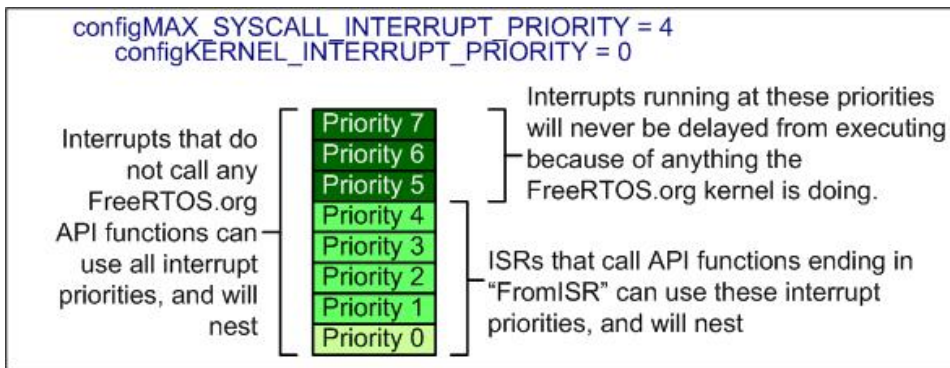 configMAX_SYSCALL_INTERRUPT_PRIORITY = 4
configKERNEL_INTERRUPT_PRIORITY = 0
Interrupts that do
not call any
FreeRTOS.org
API functions can
use all interrupt
priorities, and will
nest
Priority 7
Priority 6
Priority 5
Priority 4
Priority 3
Priority 2
Priority 1
Priority 0
Interrupts running at these priorities
will never be delayed from executing
because of anything the
FreeRTOS.org kernel is doing.
ISRs that call API functions ending in
“FromISR” can use these interrupt
priorities, and will nest